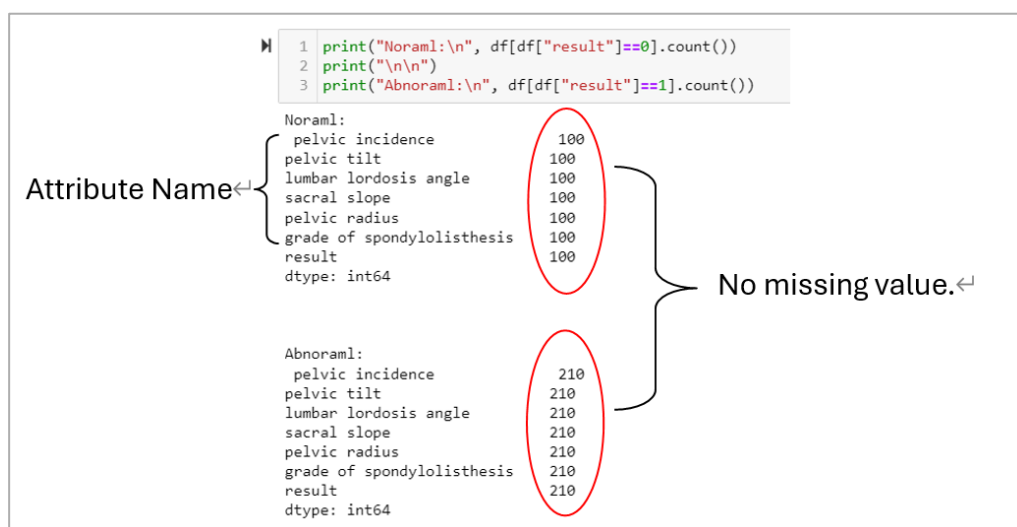 1 print("Noraml:\n", df[df["result"]==0].count())
2 print("\n\n")
3 print("Abnoraml:\n", df[df["result"]==1].count())
Noraml:
pelvic incidence 100
pelvic tilt 100
lumbar lordosis angle 100
sacral slope 100
pelvic radius 100
grade of spondylolisthesis 100
result 100
dtype: int64
Attribute Name↵
No missing value.↵
Abnoraml:
pelvic incidence 210
pelvic tilt 210
lumbar lordosis angle 210
sacral slope 210
pelvic radius 210
grade of spondylolisthesis 210
result 210
dtype: int64